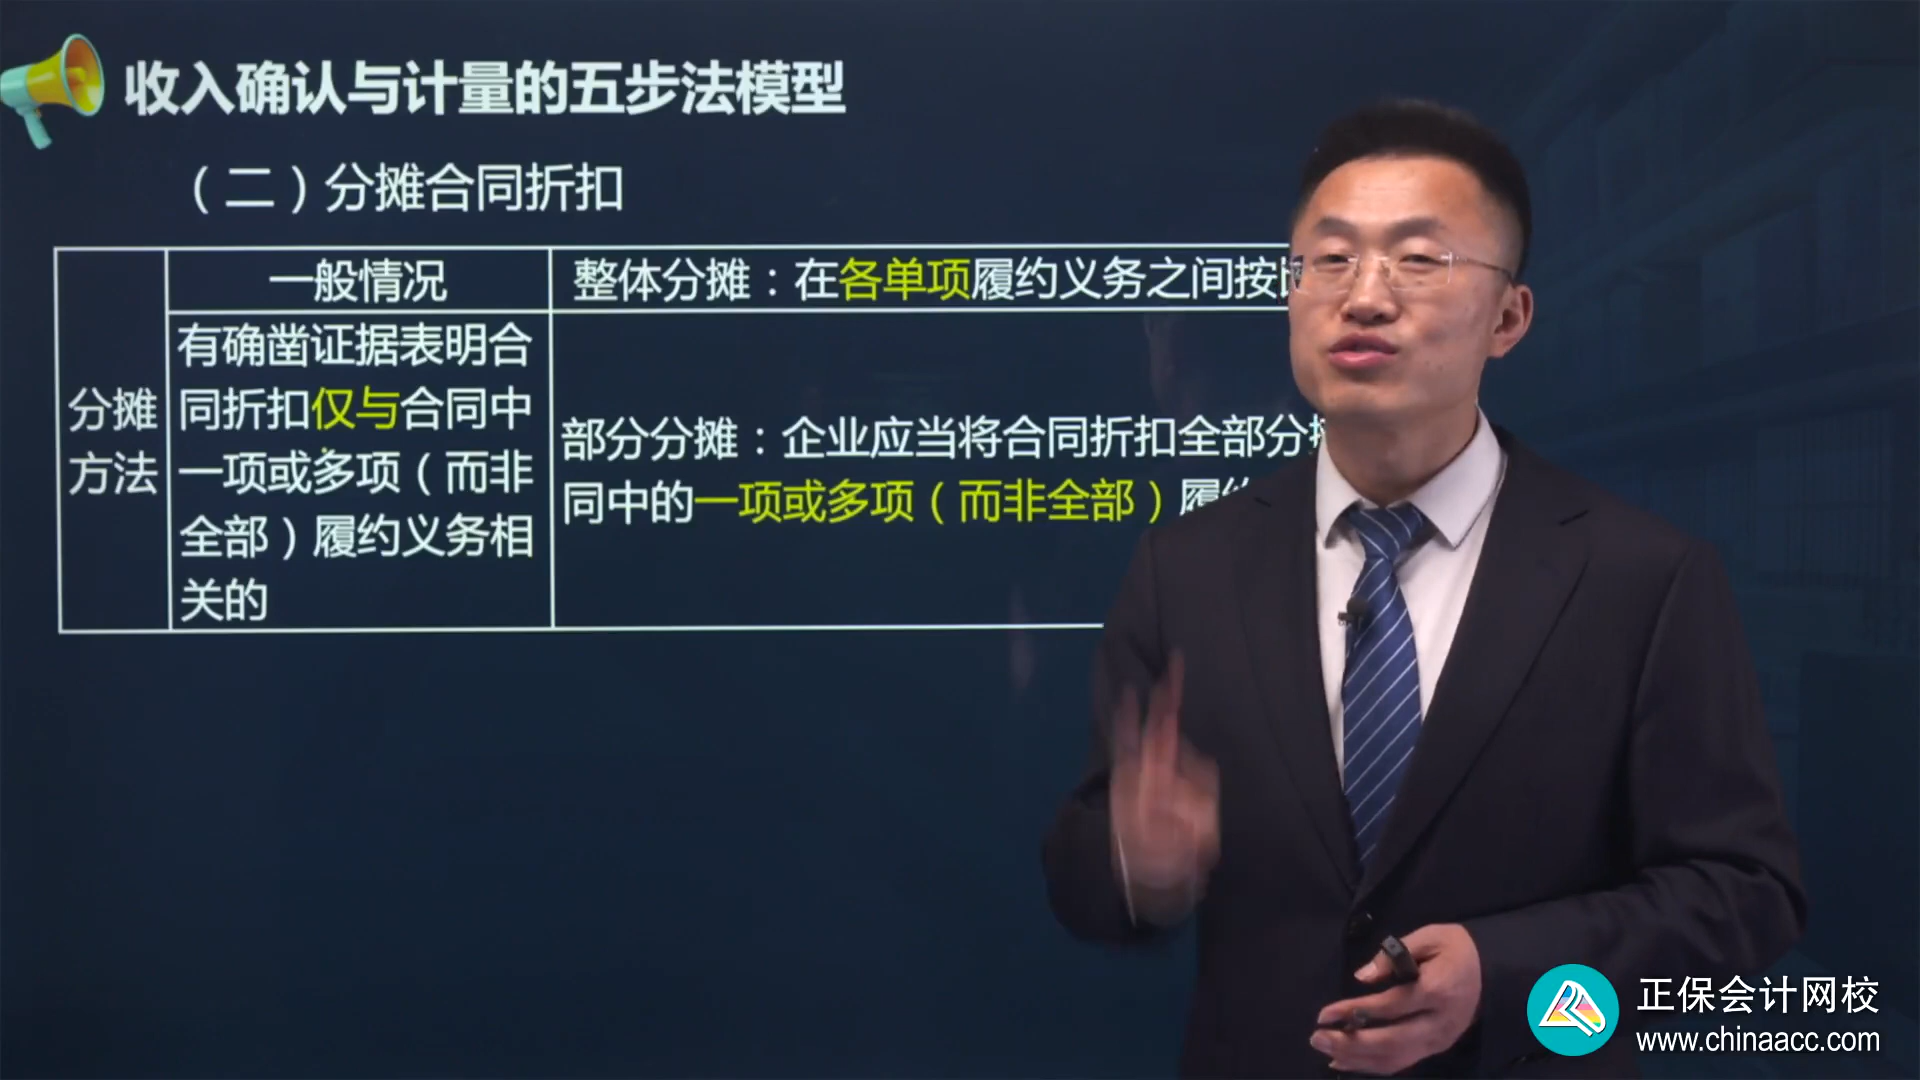 收入确认与计量的五步法模型
（二）分摊合同折扣
一般情况
整体分摊：在各单项履约义务之间按
分摊
方法
有确凿证据表明合
同折扣仅与合同中
一项或多项（而非
全部）履约义务相
关的
部分分摊：企业应当将合同折扣全部分
同中的一项或多项（而非全部）履
正保会计网校
www.chinaacc.com